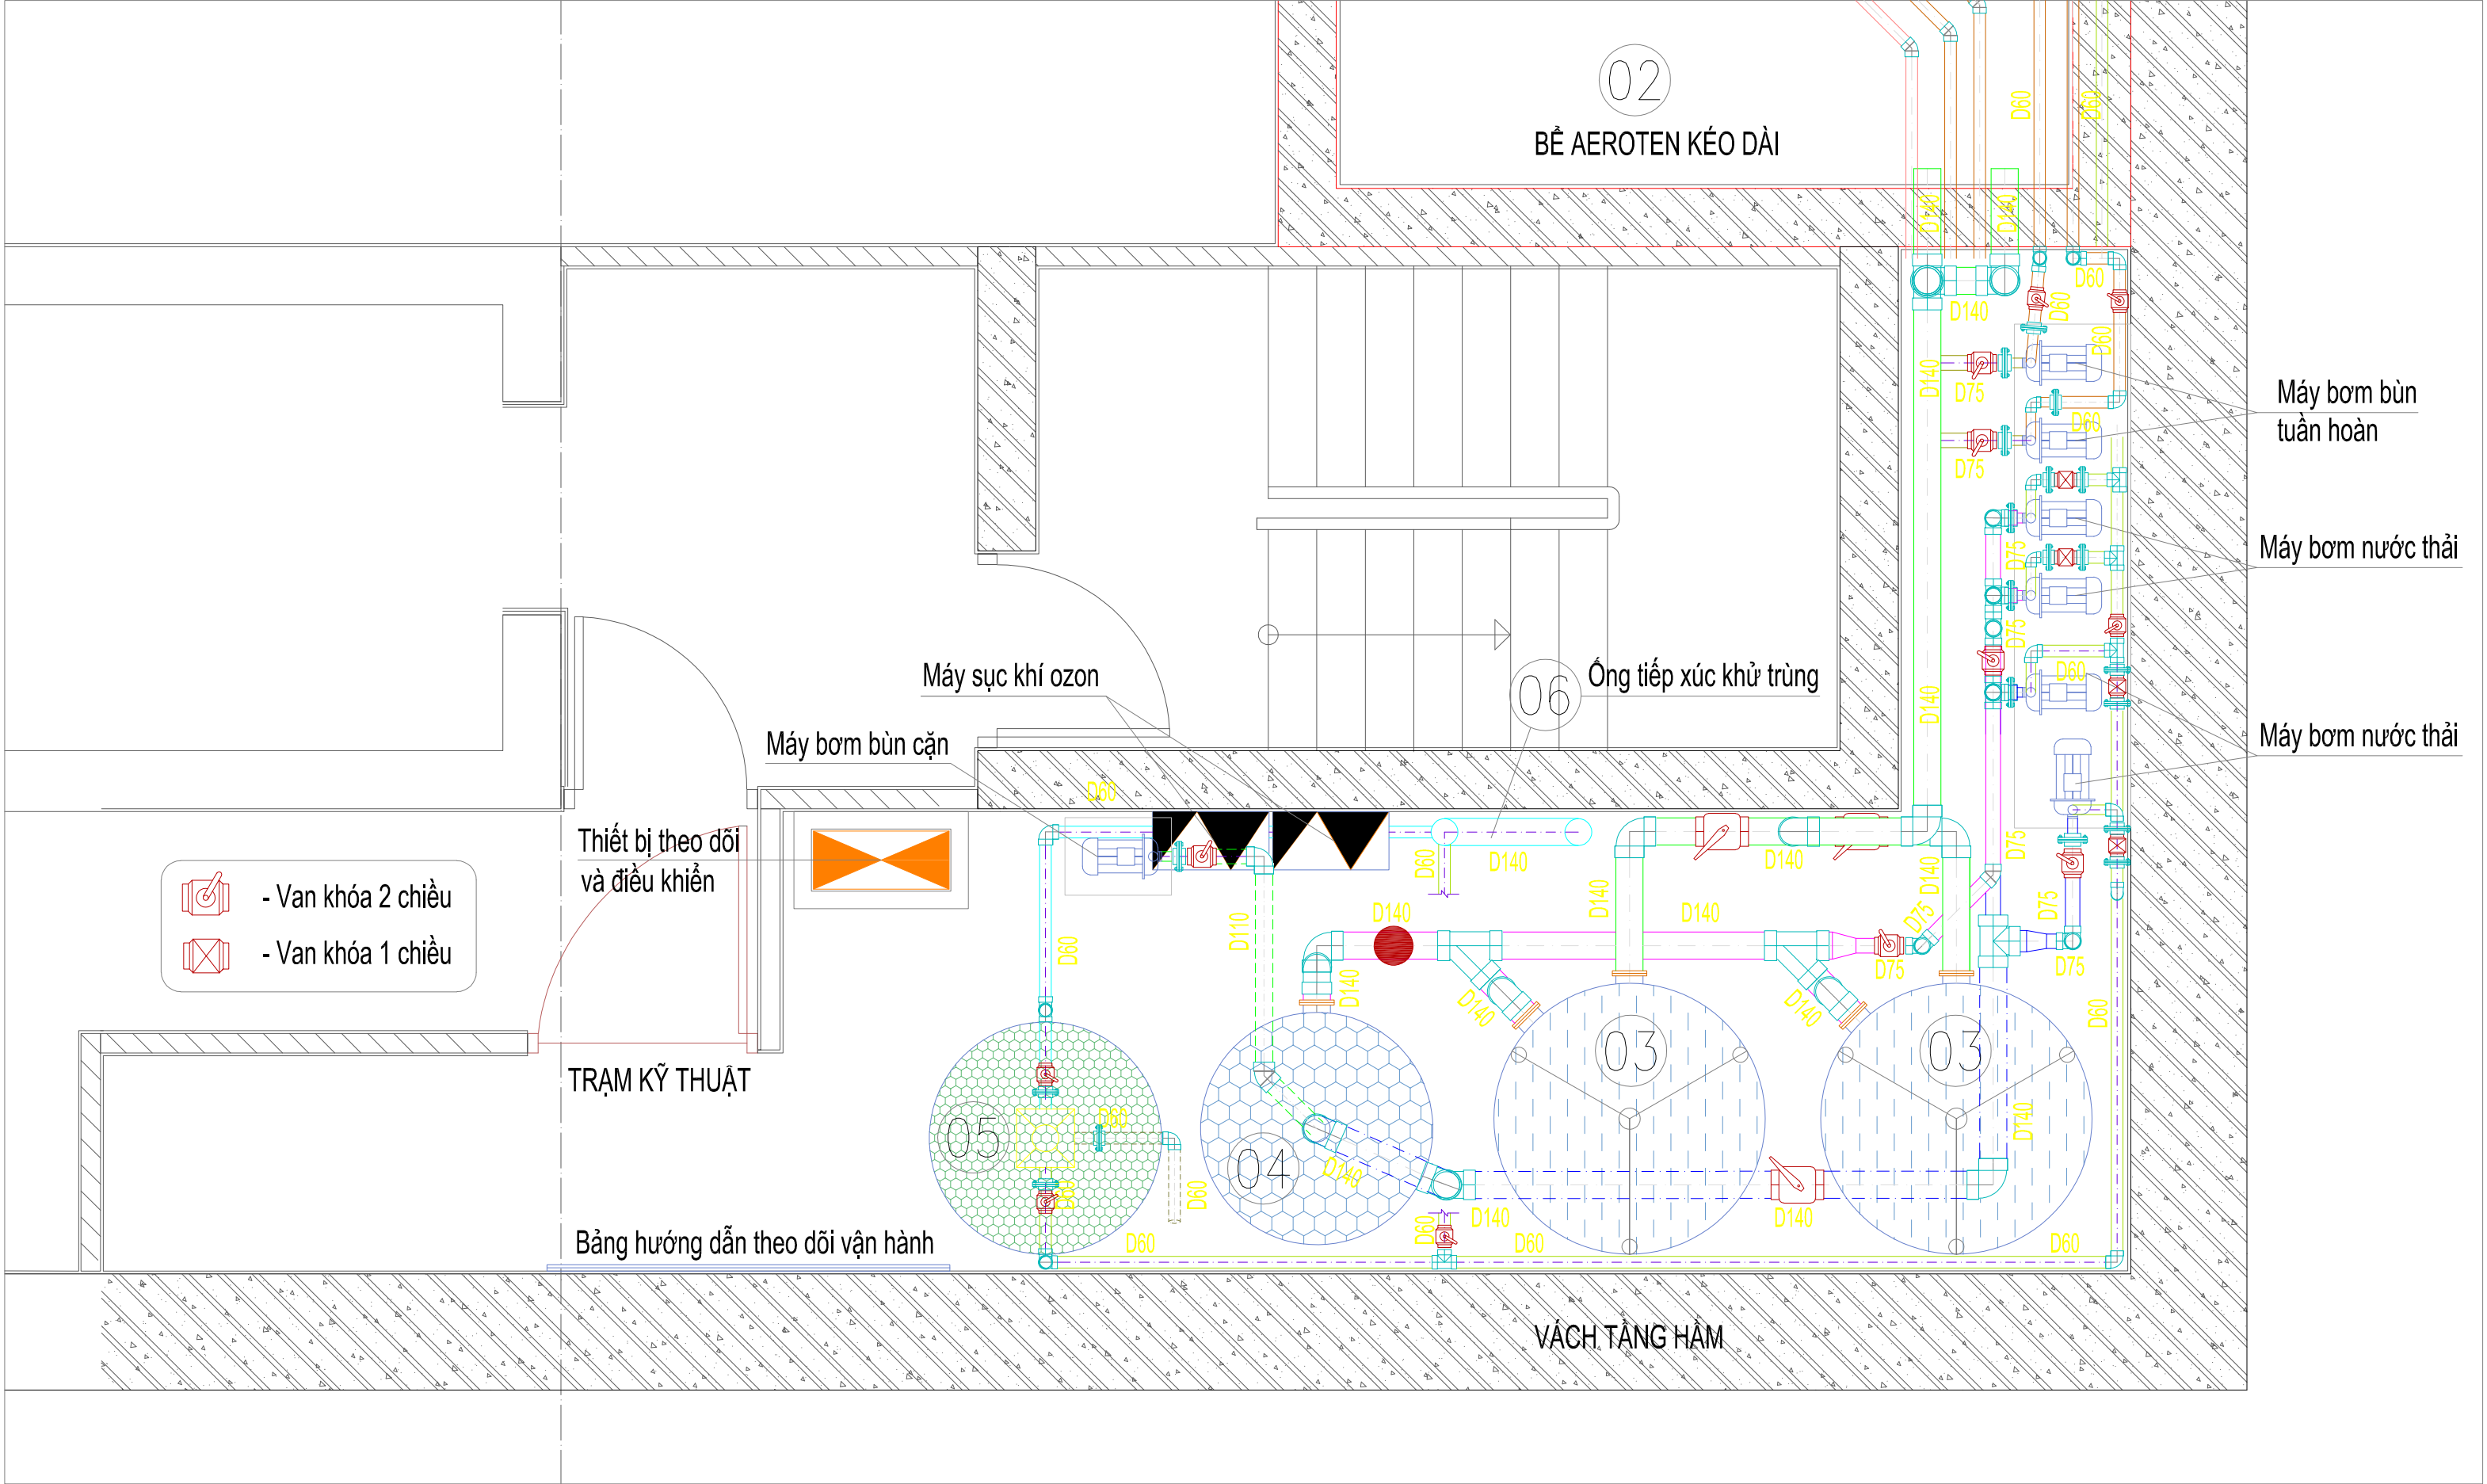 02
BỂ AEROTEN KÉO DÀI
D60
D60
D140
D140
D60
D140
D60
D60
D140
D75
Máy bơm bùn
tuần hoàn
D60
D75
Máy bơm nước thải
D75
D75
D60
D140
Máy sục khí ozon
06
Ống tiếp xúc khử trùng
Máy bơm bùn cặn
Máy bơm nước thải
D60
Thiết bị theo dõi
và điều khiển
D60
D140
D140
D75
D140
D140
- Van khóa 2 chiều
- Van khóa 1 chiều
D110
D60
D140
D140
D75
D75
D75
D75
D140
D140
D140
D60
03
03
TRẠM KỸ THUẬT
05
D60
04
D140
D140
D60
D60
D60
D140
D140
Bảng hướng dẫn theo dõi vận hành
D60
D60
D60
VÁCH TẦNG HẦM